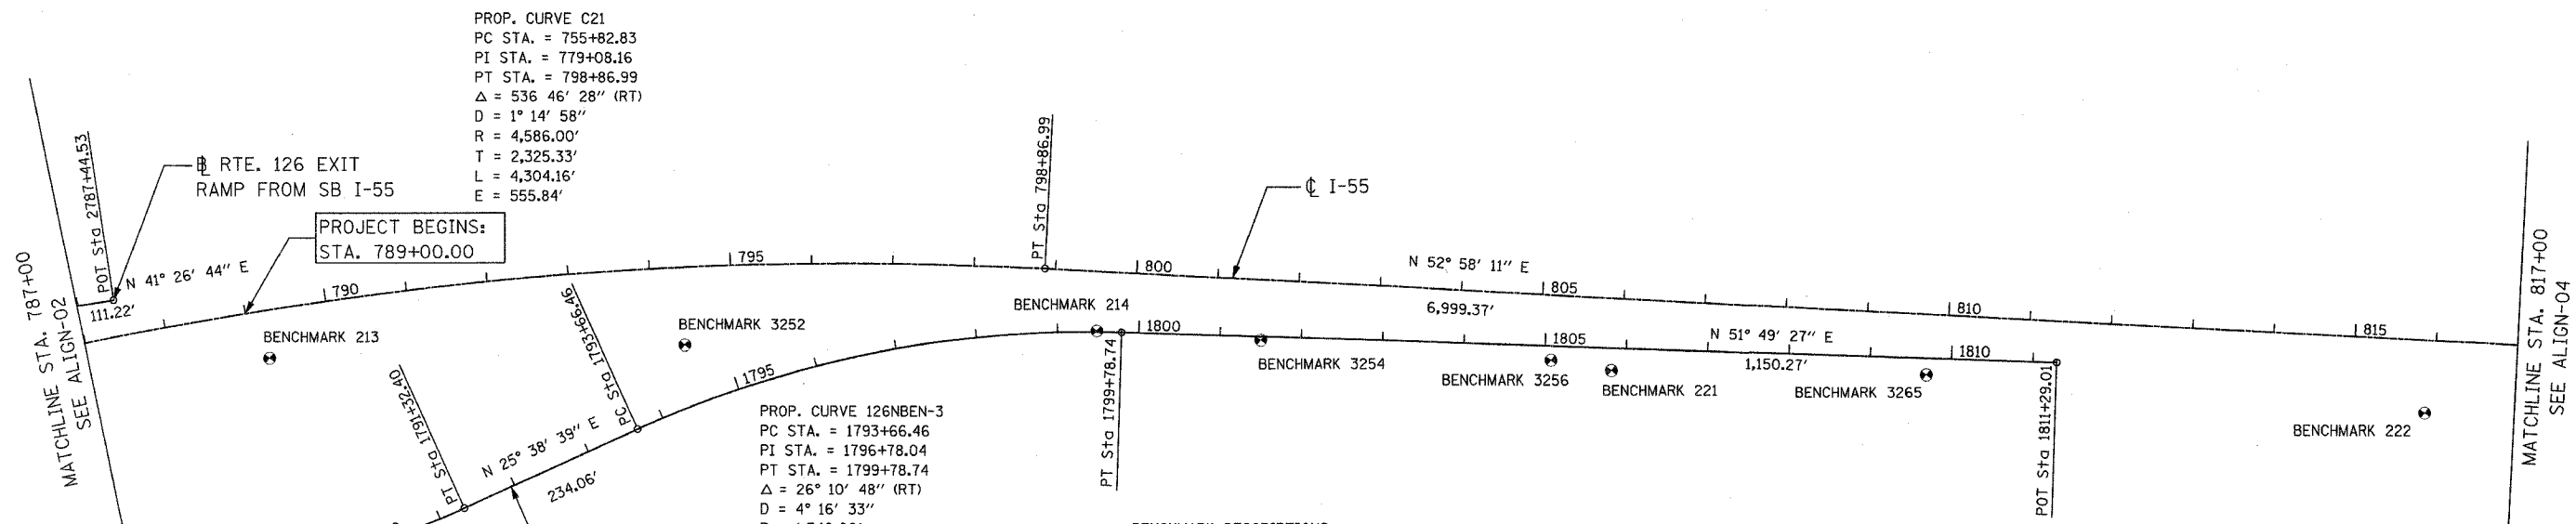 PROP. CURVE C21
PC STA. = 755+82.83
PI STA. = 779+08.16
PT STA. = 798+86.99
Δ = 536 46' 28" (RT)
D = 1° 14' 58"
R = 4,586.00'
T = 2,325.33'
L = 4,304.16'
E = 555.84'
℄ RTE. 126 EXIT
RAMP FROM SB I-55
PROJECT BEGINS:
STA. 789+00.00
POT Sta 2787+44.53
N 41° 26' 44" E
111.22'
MATCHLINE STA. 787+00
SEE ALIGN-02
790
795
PT Sta 798+86.99
800
℄ I-55
N 52° 58' 11" E
6,999.37'
805
810
815
MATCHLINE STA. 817+00
SEE ALIGN-04
BENCHMARK 213
BENCHMARK 3252
BENCHMARK 214
BENCHMARK 3254
BENCHMARK 3256
BENCHMARK 221
BENCHMARK 3265
BENCHMARK 222
PT Sta 1791+32.40
N 25° 38' 39" E
234.06'
PC Sta 1793+66.46
1795
PT Sta 1799+78.74
1800
1805
N 51° 49' 27" E
1,150.27'
1810
POT Sta 1811+29.01
PROP. CURVE 126NBEN-3
PC STA. = 1793+66.46
PI STA. = 1796+78.04
PT STA. = 1799+78.74
Δ = 26° 10' 48" (RT)
D = 4° 16' 33"